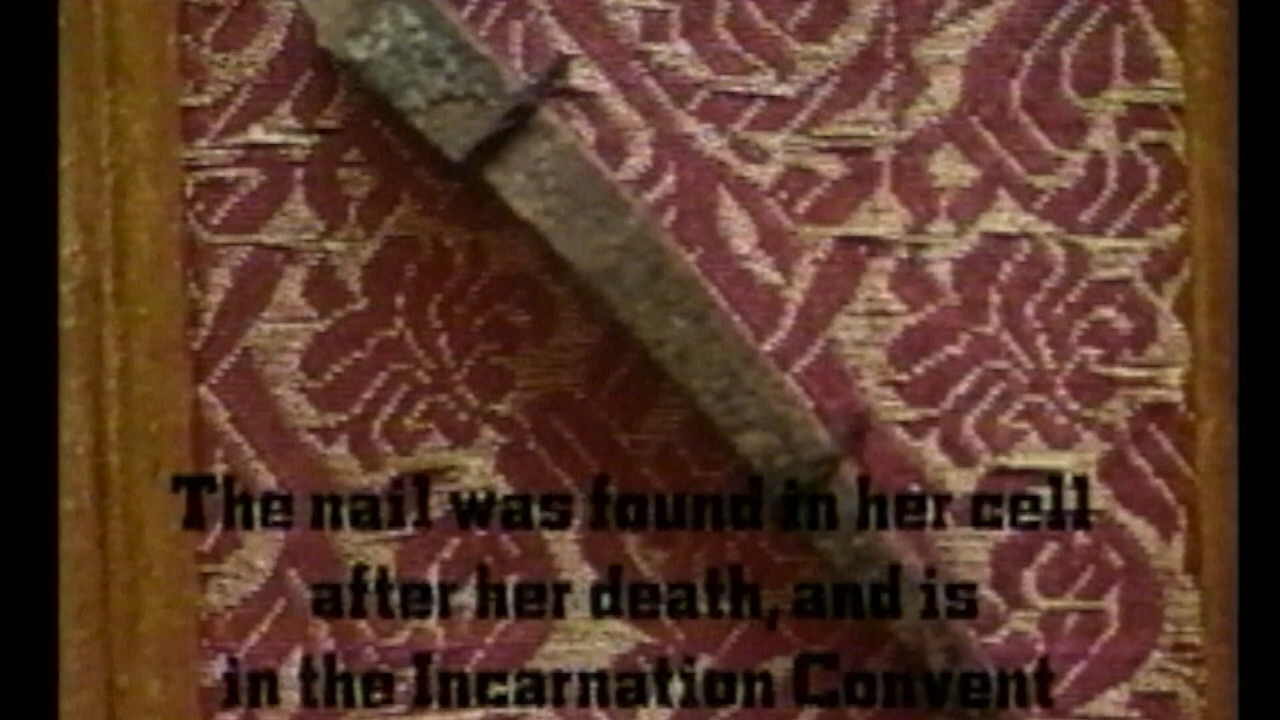 The nail was found in her cell
after her death, and is
in the Incarnation Convent